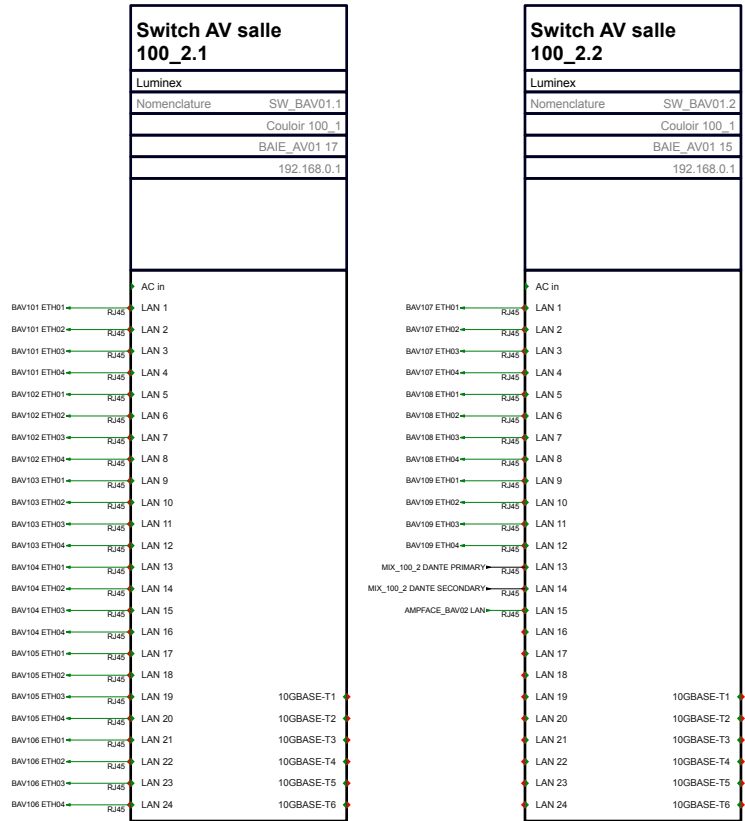 Switch AV salle
100_2.1
Luminex
Nomenclature SW_BAV01.1
Couloir 100_1
BAIE_AV01 17
192.168.0.1
AC in
BAV101 ETH01 RJ45 LAN 1
BAV101 ETH02 RJ45 LAN 2
BAV101 ETH03 RJ45 LAN 3
BAV101 ETH04 RJ45 LAN 4
BAV102 ETH01 RJ45 LAN 5
BAV102 ETH02 RJ45 LAN 6
BAV102 ETH03 RJ45 LAN 7
BAV102 ETH04 RJ45 LAN 8
BAV103 ETH01 RJ45 LAN 9
BAV103 ETH02 RJ45 LAN 10
BAV103 ETH03 RJ45 LAN 11
BAV103 ETH04 RJ45 LAN 12
BAV104 ETH01 RJ45 LAN 13
BAV104 ETH02 RJ45 LAN 14
BAV104 ETH03 RJ45 LAN 15
BAV104 ETH04 RJ45 LAN 16
BAV105 ETH01 RJ45 LAN 17
BAV105 ETH02 RJ45 LAN 18
BAV105 ETH03 RJ45 LAN 19 10GBASE-T1
BAV105 ETH04 RJ45 LAN 20 10GBASE-T2
BAV106 ETH01 RJ45 LAN 21 10GBASE-T3
BAV106 ETH02 RJ45 LAN 22 10GBASE-T4
BAV106 ETH03 RJ45 LAN 23 10GBASE-T5
BAV106 ETH04 RJ45 LAN 24 10GBASE-T6
Switch AV salle
100_2.2
Luminex
Nomenclature SW_BAV01.2
Couloir 100_1
BAIE_AV01 15
192.168.0.1
AC in
BAV107 ETH01 RJ45 LAN 1
BAV107 ETH02 RJ45 LAN 2
BAV107 ETH03 RJ45 LAN 3
BAV107 ETH04 RJ45 LAN 4
BAV108 ETH01 RJ45 LAN 5
BAV108 ETH02 RJ45 LAN 6
BAV108 ETH03 RJ45 LAN 7
BAV108 ETH04 RJ45 LAN 8
BAV109 ETH01 RJ45 LAN 9
BAV109 ETH02 RJ45 LAN 10
BAV109 ETH03 RJ45 LAN 11
BAV109 ETH04 RJ45 LAN 12
MIX_100_2 DANTE PRIMARY RJ45 LAN 13
MIX_100_2 DANTE SECONDARY RJ45 LAN 14
AMPFACE_BAV02 LAN RJ45 LAN 15
LAN 16
LAN 17
LAN 18
LAN 19 10GBASE-T1
LAN 20 10GBASE-T2
LAN 21 10GBASE-T3
LAN 22 10GBASE-T4
LAN 23 10GBASE-T5
LAN 24 10GBASE-T6